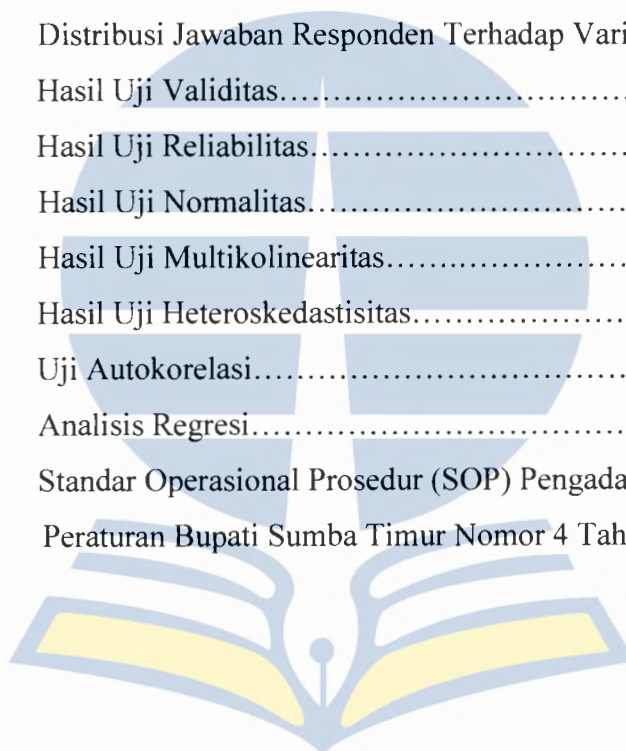 Distribusi Jawaban Responden Terhadap Vari
Hasil Uji Validitas....................................
Hasil Uji Reliabilitas................................
Hasil Uji Normalitas................................
Hasil Uji Multikolinearitas........................
Hasil Uji Heteroskedastisitas.....................
Uji Autokorelasi......................................
Analisis Regresi......................................
Standar Operasional Prosedur (SOP) Pengada
Peraturan Bupati Sumba Timur Nomor 4 Tah